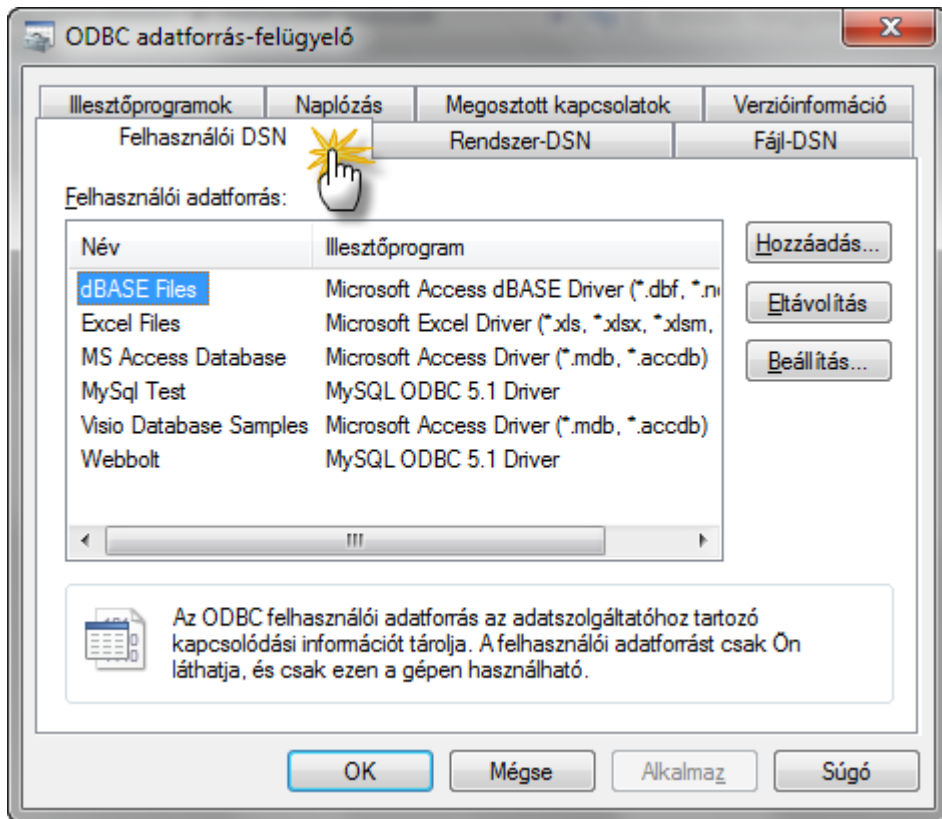 ODBC adatforrás-felügyelő
Illesztőprogramok Naplózás Megosztott kapcsolatok Verzióinformáció
Felhasználói DSN Rendszer-DSN Fájl-DSN
Felhasználói adatforrás:
Név Illesztőprogram
dBASE Files Microsoft Access dBASE Driver (*.dbf, *.n
Excel Files Microsoft Excel Driver (*.xls, *.xlsx, *.xlsm,
MS Access Database Microsoft Access Driver (*.mdb, *.accdb)
MySql Test MySQL ODBC 5.1 Driver
Visio Database Samples Microsoft Access Driver (*.mdb, *.accdb)
Webbolt MySQL ODBC 5.1 Driver
Hozzáadás...
Eltávolítás
Beállítás...
Az ODBC felhasználói adatforrás az adatszolgáltatóhoz tartozó
kapcsolódási információt tárolja. A felhasználói adatforrást csak Ön
láthatja, és csak ezen a gépen használható.
OK Mégse Alkalmaz Súgó